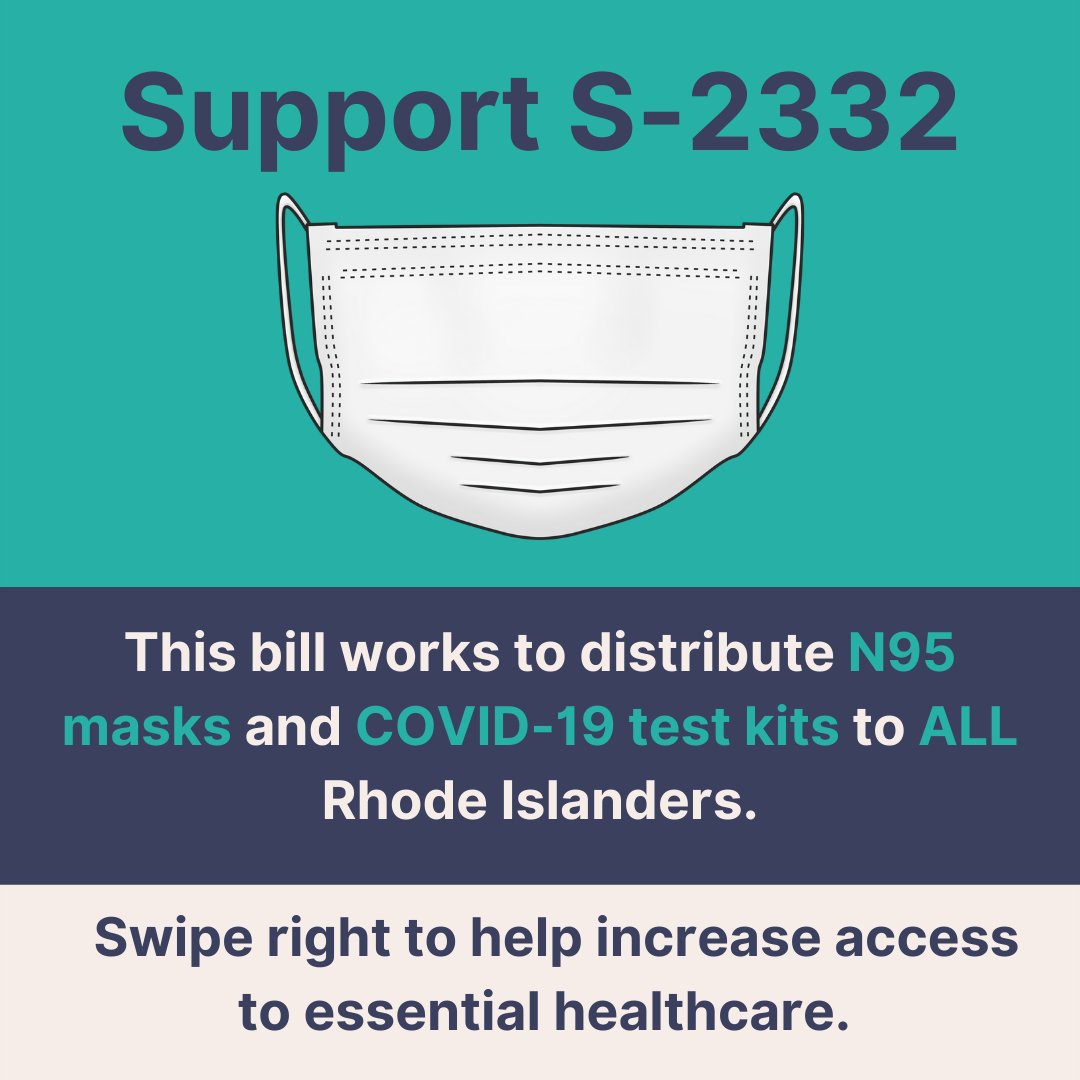 Support S-2332
This bill works to distribute N95
masks and COVID-19 test kits to ALL
Rhode Islanders.
Swipe right to help increase access
to essential healthcare.